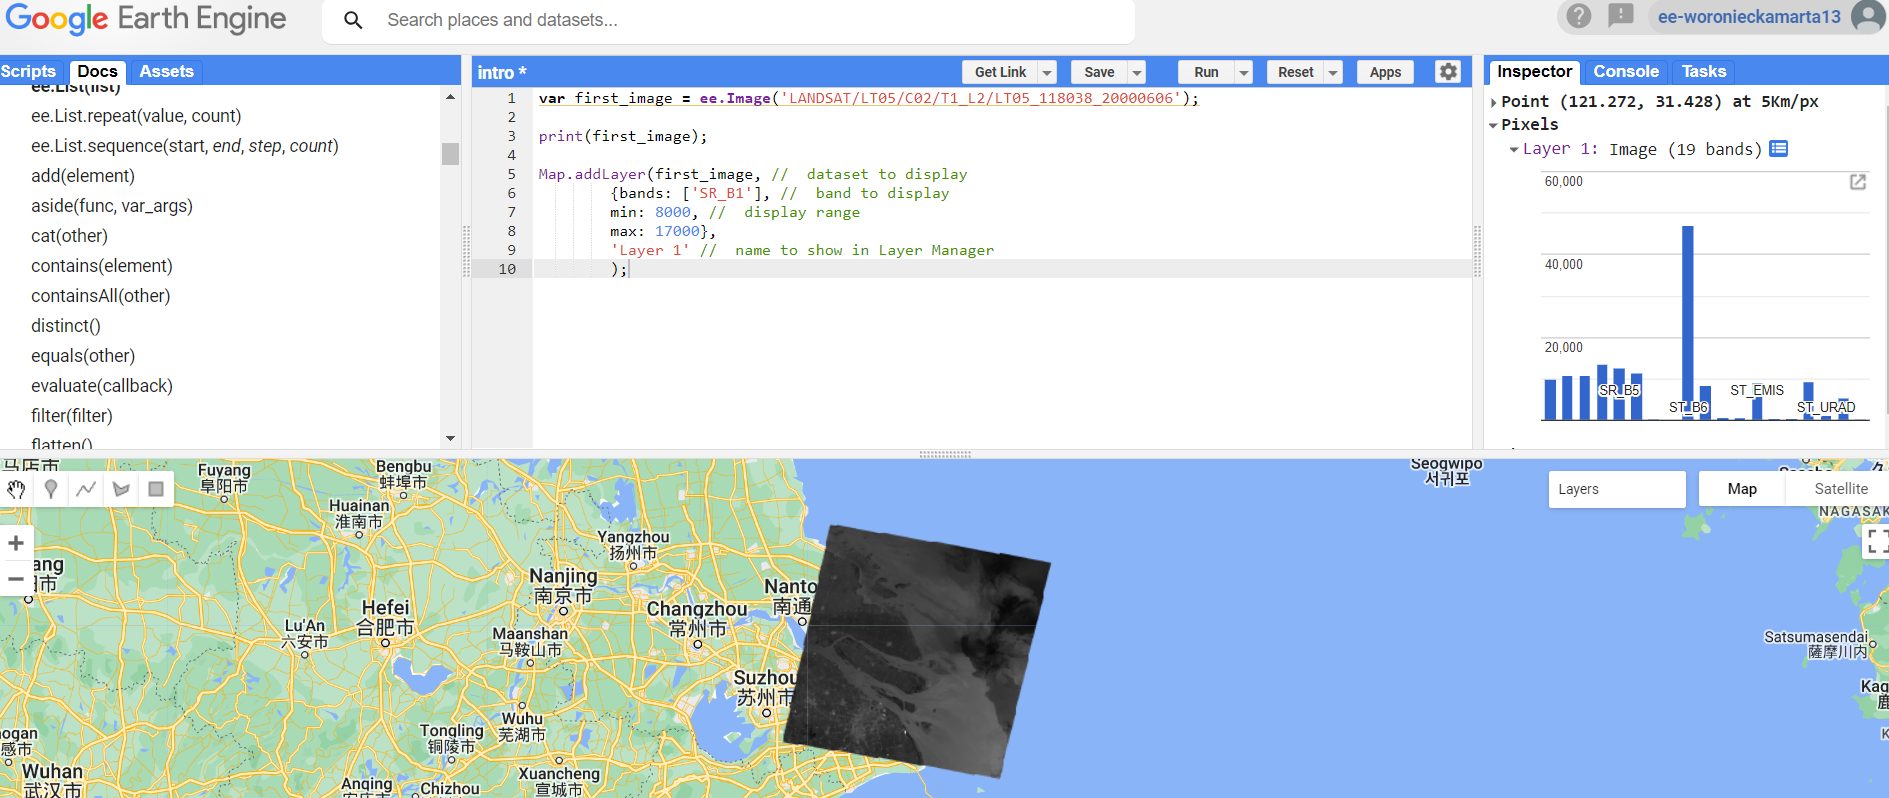 Google Earth Engine
Search places and datasets...
ee-woronieckamarta13
Scripts Docs Assets
ee.List(list)
ee.List.repeat(value, count)
ee.List.sequence(start, end, step, count)
add(element)
aside(func, var_args)
cat(other)
contains(element)
containsAll(other)
distinct()
equals(other)
evaluate(callback)
filter(filter)
flatten()
intro *
Get Link Save Run Reset Apps
1 var first_image = ee.Image('LANDSAT/LT05/C02/T1_L2/LT05_118038_20000606');
2
3 print(first_image);
4
5 Map.addLayer(first_image, // dataset to display
6 {bands: ['SR_B1'], // band to display
7 min: 8000, // display range
8 max: 17000},
9 'Layer 1' // name to show in Layer Manager
10 );
Inspector Console Tasks
Point (121.272, 31.428) at 5Km/px
Pixels
Layer 1: Image (19 bands)
60,000
40,000
20,000
SR_B5
ST_B6
ST_EMIS
ST_URAD
Layers
Map Satellite
马店市
Fuyang
阜阳市
Bengbu
蚌埠市
Huainan
淮南市
Yangzhou
扬州市
ang
阳市
Nanjing
南京市
Hefei
合肥市
Lu'An
六安市
Maanshan
马鞍山市
Changzhou
常州市
Nanto
南通
Suzhou
苏州市
Wuhu
芜湖市
Tongling
铜陵市
ogan
感市
Wuhan
武汉市
Xuancheng
宣城市
Anqing
安庆市
Chizhou
Seogwipo
서귀포
NAGASAK
Satsumasendai
薩摩川内
Kag
鹿